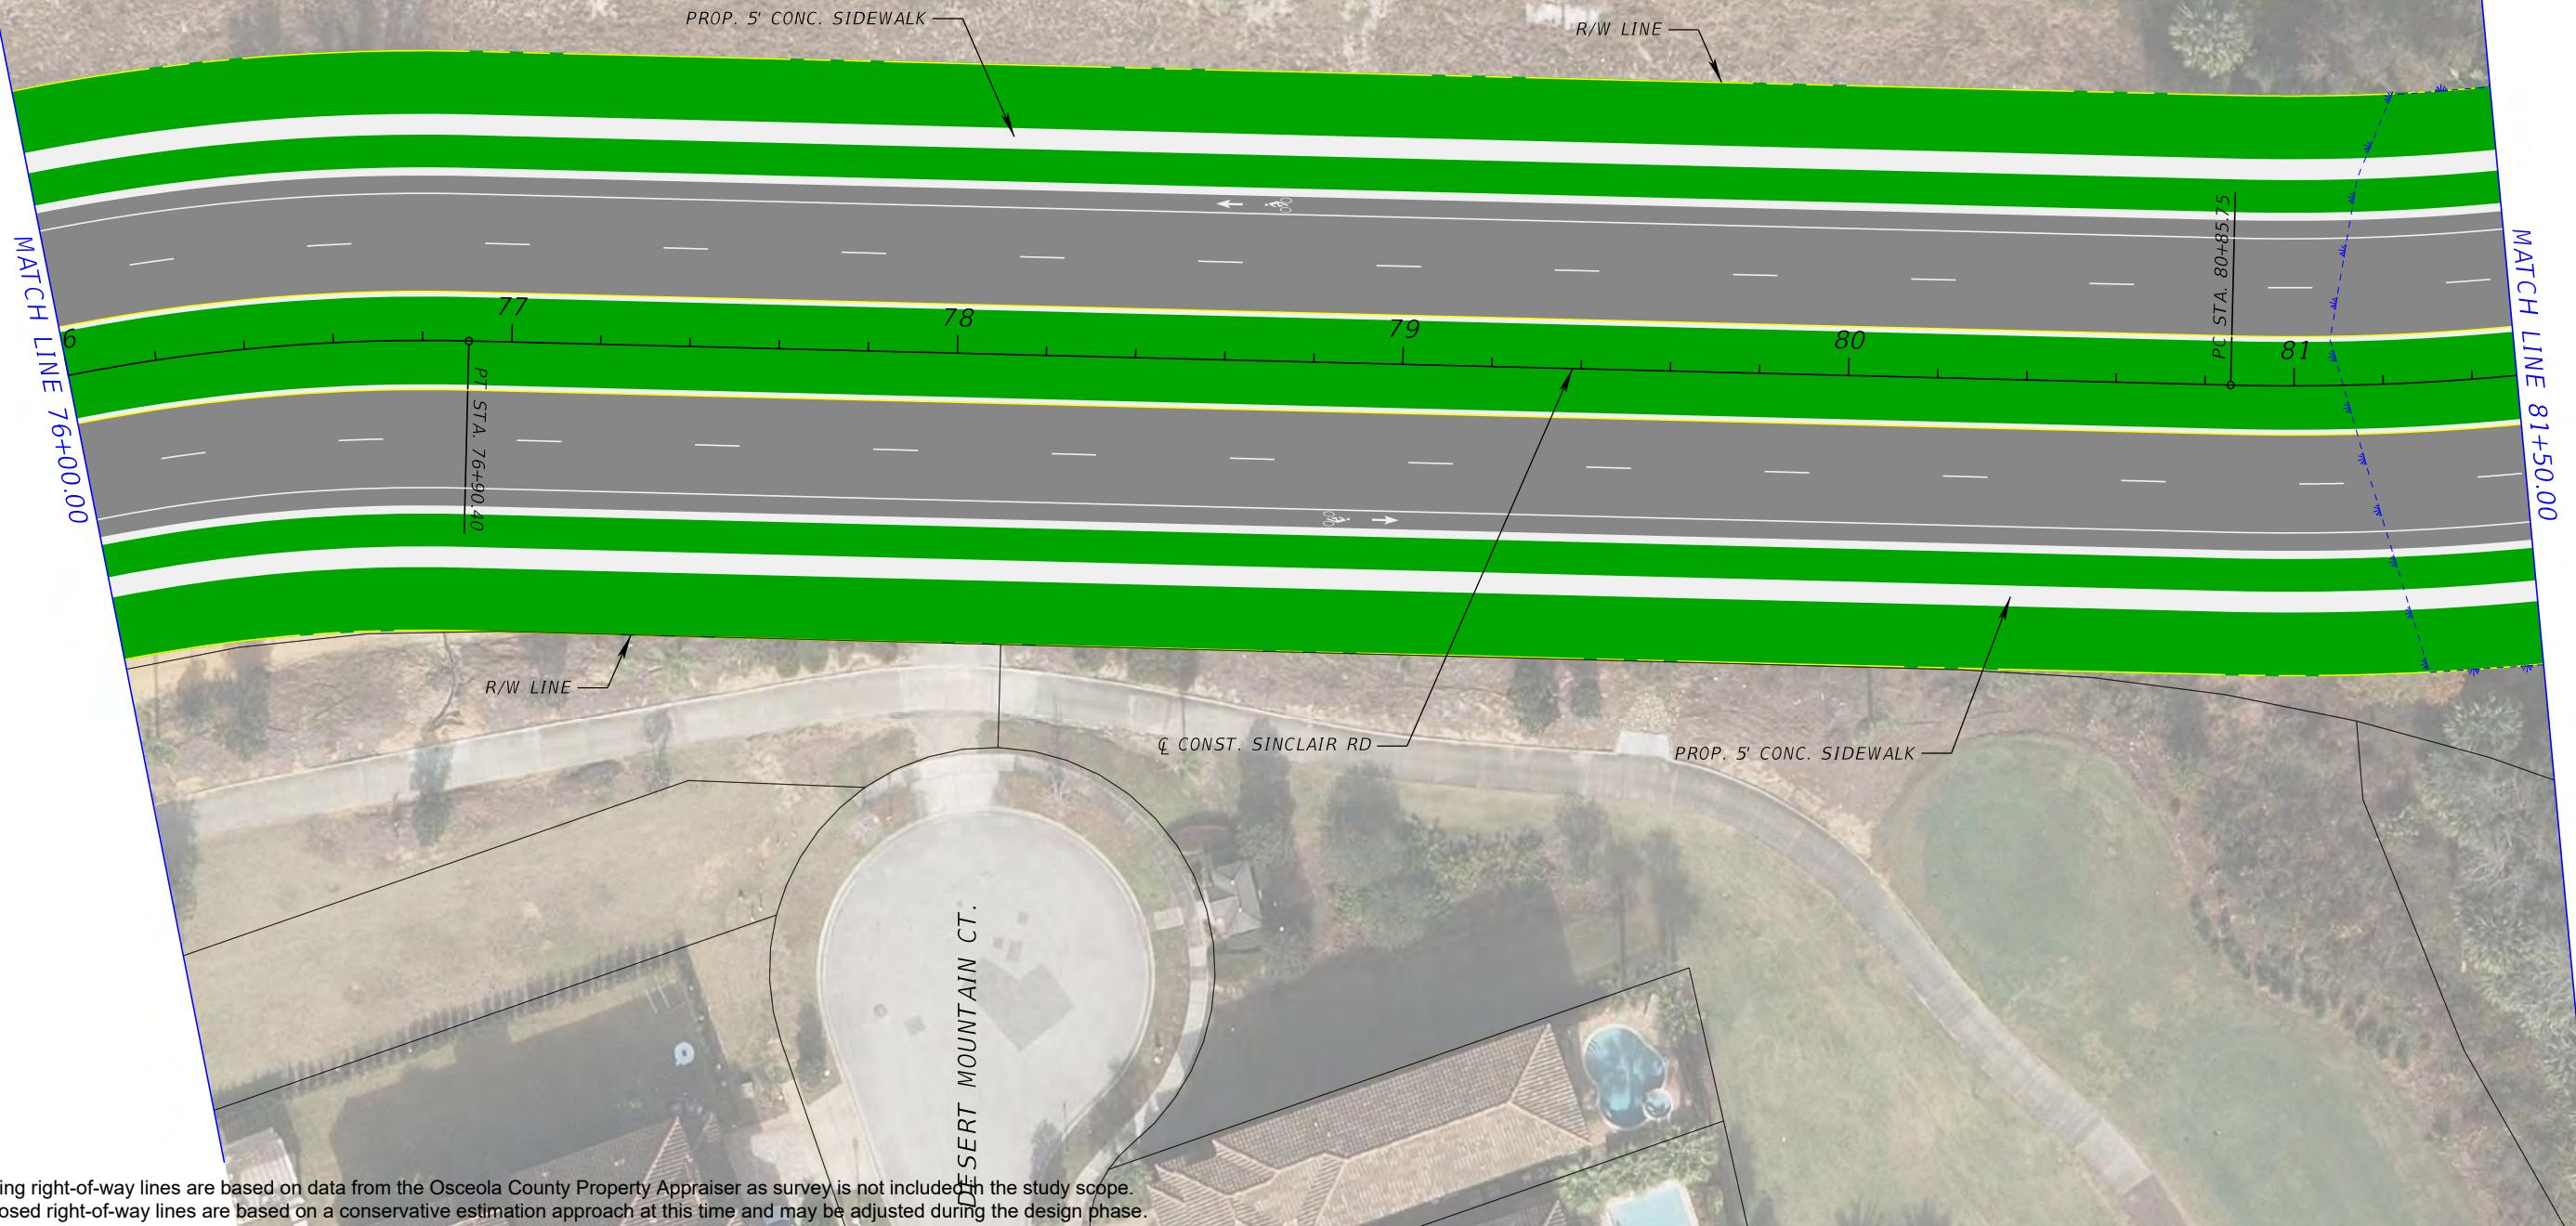 PROP. 5' CONC. SIDEWALK
R/W LINE
MATCH LINE 76+00.00
6
77
78
79
80
81
PC STA. 80+85.75
PT STA. 76+90.40
MATCH LINE 81+50.00
R/W LINE
℄ CONST. SINCLAIR RD
PROP. 5' CONC. SIDEWALK
DESERT MOUNTAIN CT.
ing right-of-way lines are based on data from the Osceola County Property Appraiser as survey is not included in the study scope.
osed right-of-way lines are based on a conservative estimation approach at this time and may be adjusted during the design phase.